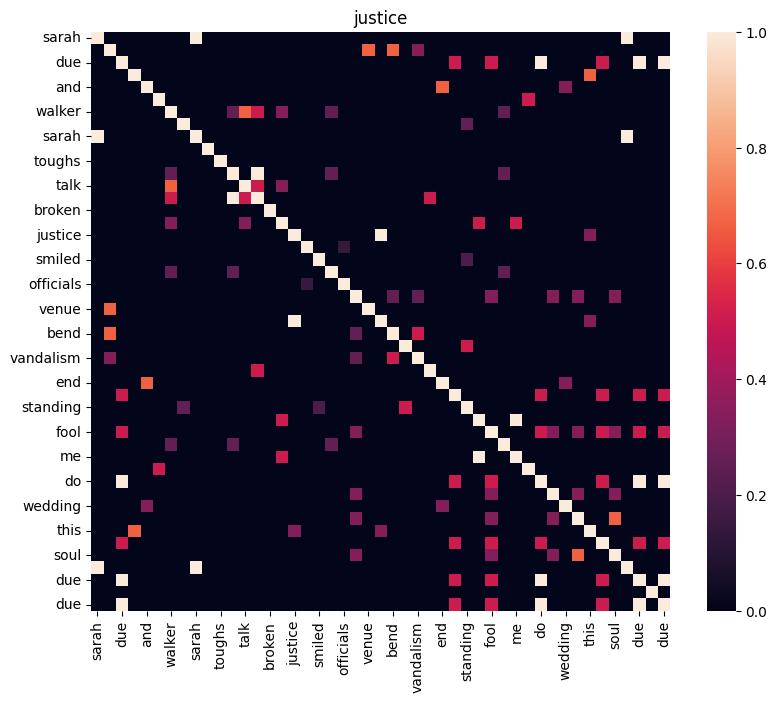 justice
sarah
due
and
walker
sarah
toughs
talk
broken
justice
smiled
officials
venue
bend
vandalism
end
standing
fool
me
do
wedding
this
soul
due
due
1.0
0.8
0.6
0.4
0.2
0.0
sarah
due
and
walker
sarah
toughs
talk
broken
justice
smiled
officials
venue
bend
vandalism
end
standing
fool
me
do
wedding
this
soul
due
due